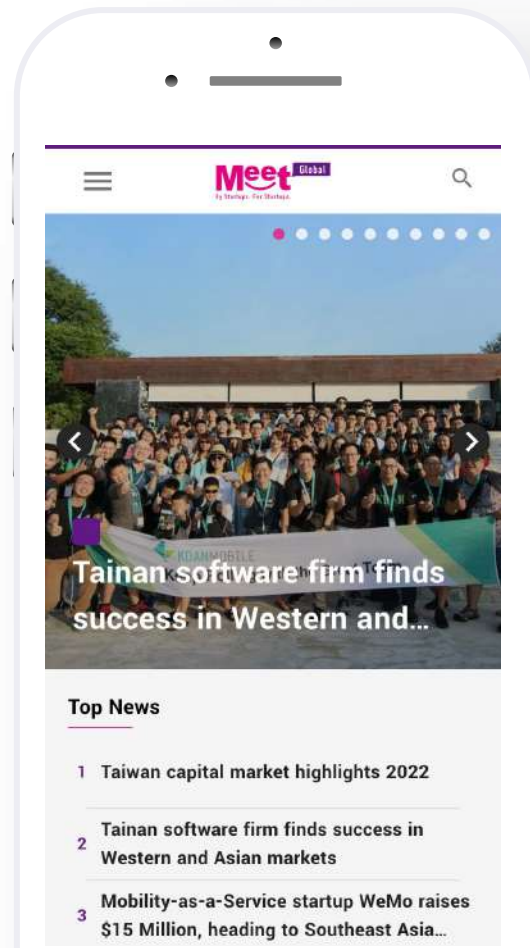 Meet Global
By Startups. For Startups.
KDANMOBILE
Tainan software firm finds
success in Western and…
Top News
1 Taiwan capital market highlights 2022
2 Tainan software firm finds success in
Western and Asian markets
3 Mobility-as-a-Service startup WeMo raises
$15 Million, heading to Southeast Asia…